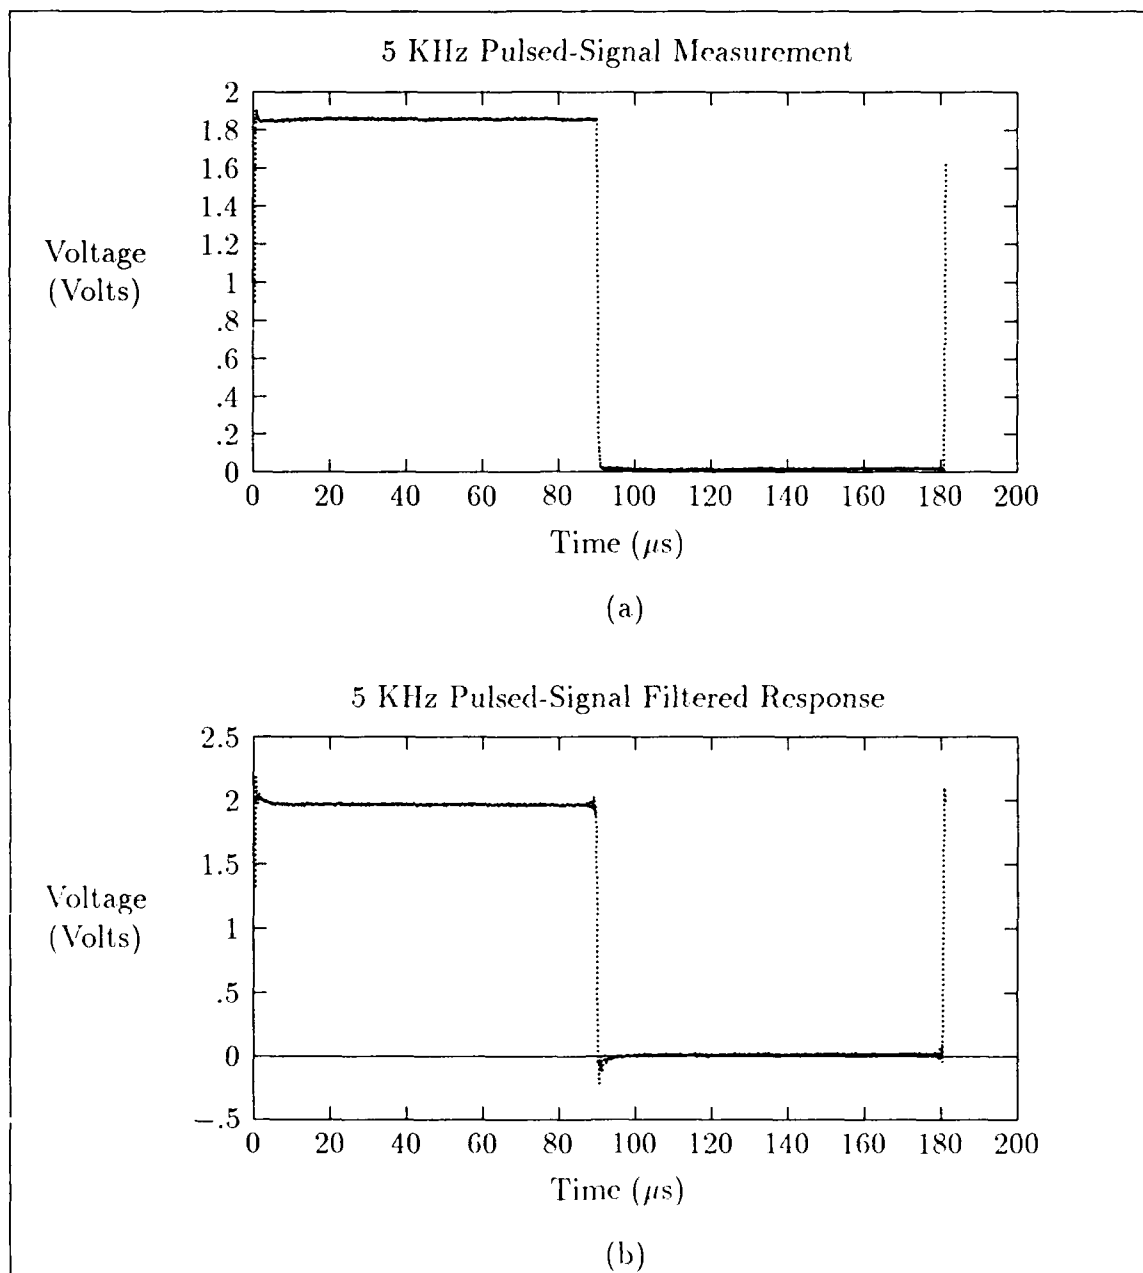 5 KHz Pulsed-Signal Measurement
2
1.8
1.6
1.4
1.2
1
.8
.6
.4
.2
0
Voltage
(Volts)
0 20 40 60 80 100 120 140 160 180 200
Time (μs)
(a)
5 KHz Pulsed-Signal Filtered Response
2.5
2
1.5
1
.5
0
−.5
Voltage
(Volts)
0 20 40 60 80 100 120 140 160 180 200
Time (μs)
(b)